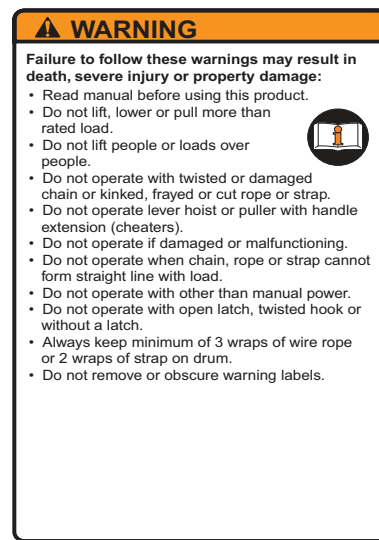 WARNING
Failure to follow these warnings may result in
death, severe injury or property damage:
• Read manual before using this product.
• Do not lift, lower or pull more than
rated load.
• Do not lift people or loads over
people.
• Do not operate with twisted or damaged
chain or kinked, frayed or cut rope or strap.
• Do not operate lever hoist or puller with handle
extension (cheaters).
• Do not operate if damaged or malfunctioning.
• Do not operate when chain, rope or strap cannot
form straight line with load.
• Do not operate with other than manual power.
• Do not operate with open latch, twisted hook or
without a latch.
• Always keep minimum of 3 wraps of wire rope
or 2 wraps of strap on drum.
• Do not remove or obscure warning labels.